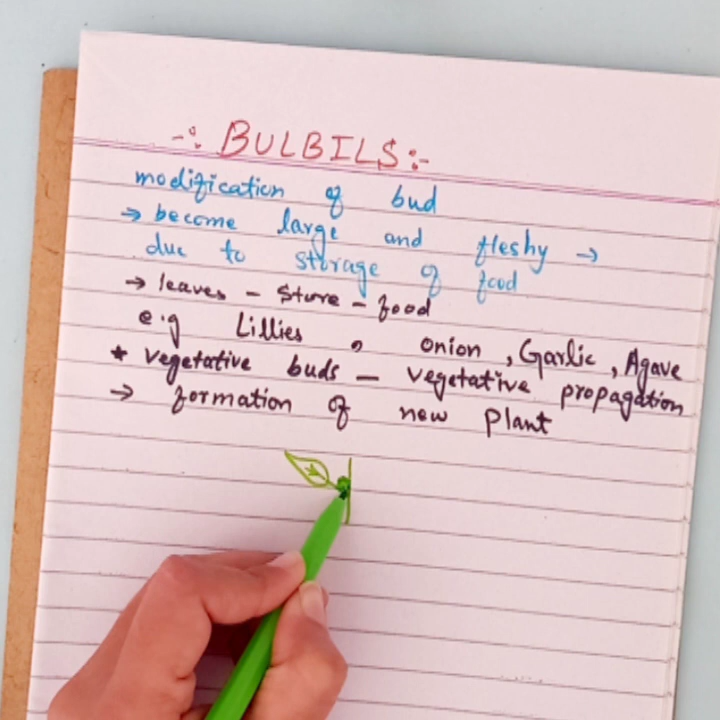 -:BULBILS:-
modification of bud
→ become large and fleshy →
due to storage of food
→ leaves - Store - food
e.g Lillies , onion , Garlic , Agave
* vegetative buds - vegetative propagation
→ formation of new plant